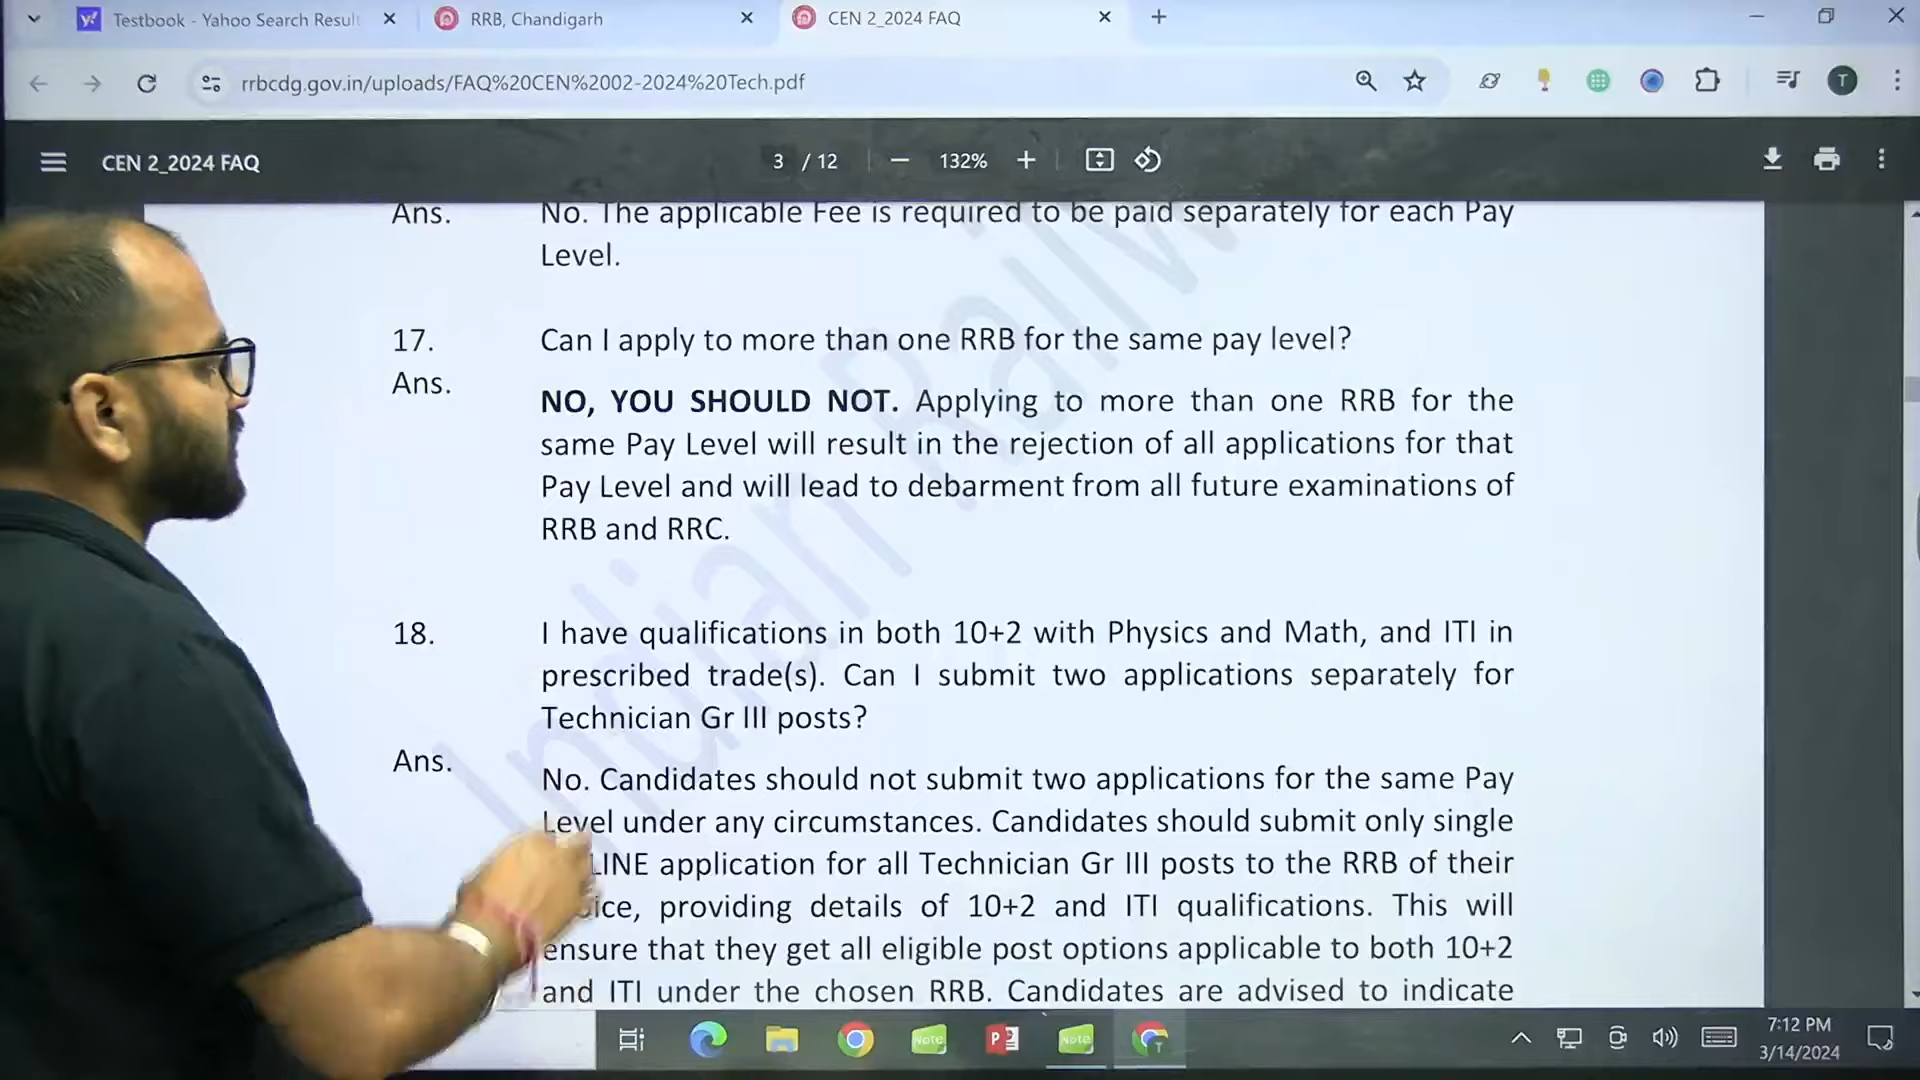 Testbook - Yahoo Search Result
RRB, Chandigarh
CEN 2_2024 FAQ
rrbcdg.gov.in/uploads/FAQ%20CEN%2002-2024%20Tech.pdf
T
CEN 2_2024 FAQ
3 / 12
132%
Ans. No. The applicable Fee is required to be paid separately for each Pay
Level.
17. Can I apply to more than one RRB for the same pay level?
Ans.
NO, YOU SHOULD NOT. Applying to more than one RRB for the
same Pay Level will result in the rejection of all applications for that
Pay Level and will lead to debarment from all future examinations of
RRB and RRC.
18. I have qualifications in both 10+2 with Physics and Math, and ITI in
prescribed trade(s). Can I submit two applications separately for
Technician Gr III posts?
Ans.
No. Candidates should not submit two applications for the same Pay
Level under any circumstances. Candidates should submit only single
LINE application for all Technician Gr III posts to the RRB of their
ice, providing details of 10+2 and ITI qualifications. This will
ensure that they get all eligible post options applicable to both 10+2
and ITI under the chosen RRB. Candidates are advised to indicate
Indian Railw
Note
P
Note
T
7:12 PM
3/14/2024